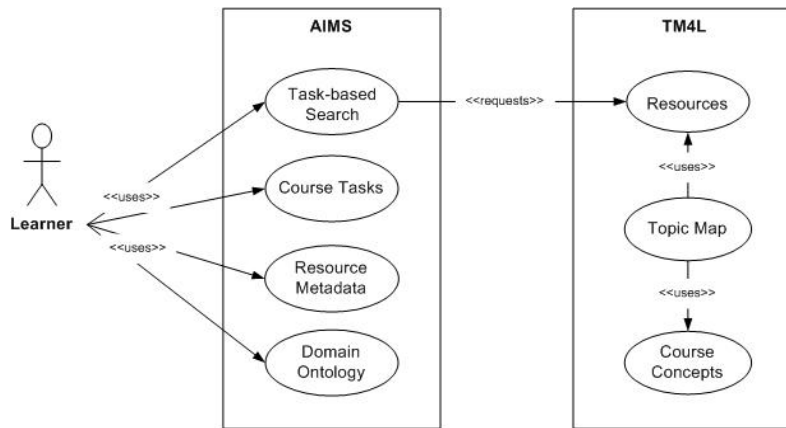 AIMS
TM4L
Task-based
Search
<<requests>>
Resources
<<uses>>
<<uses>>
Course Tasks
Learner
Topic Map
<<uses>>
Resource
Metadata
<<uses>>
Domain
Ontology
Course
Concepts